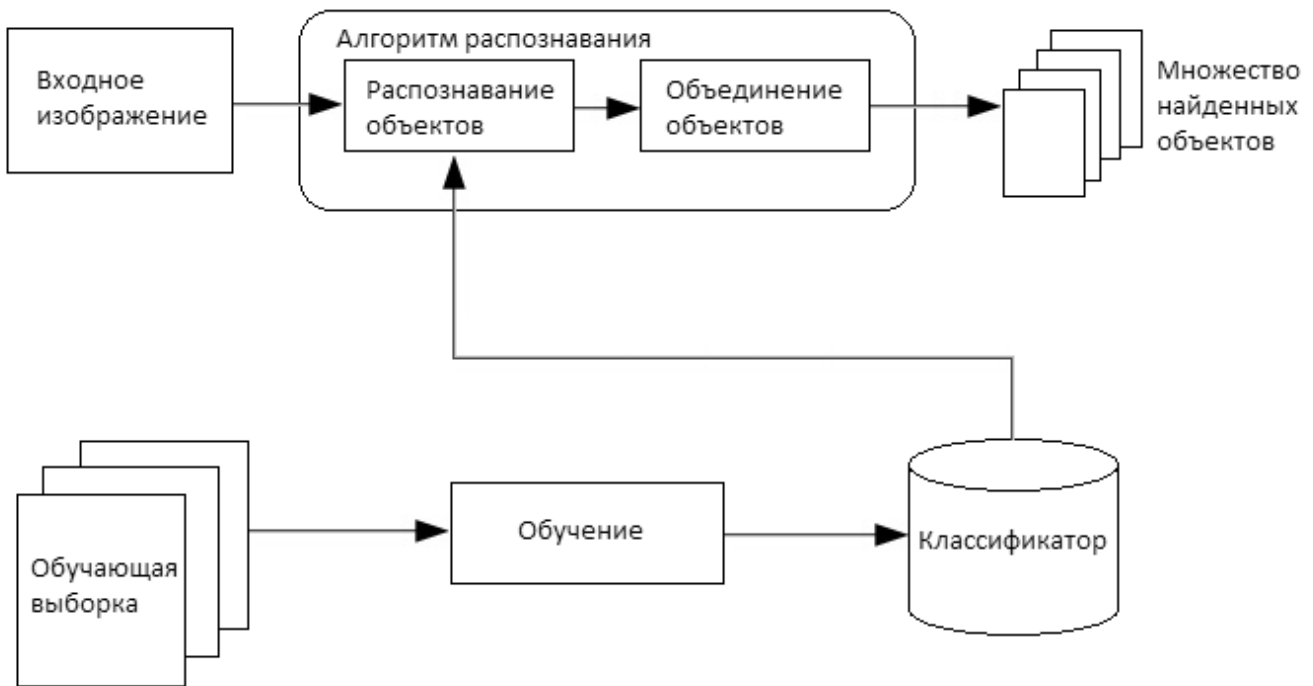 Алгоритм распознавания
Входное
изображение
Распознавание
объектов
Объединение
объектов
Множество
найденных
объектов
Обучающая
выборка
Обучение
Классификатор